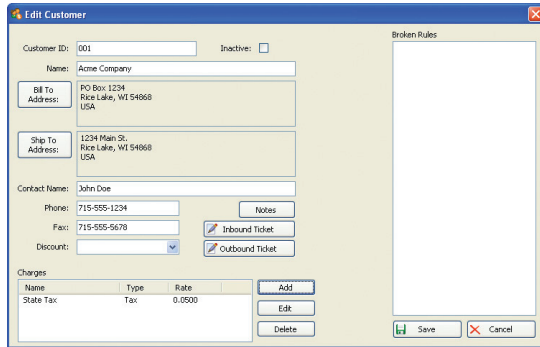 Edit Customer
Customer ID: 001 Inactive:
Name: Acme Company
Bill To
Address:
PO Box 1234
Rice Lake, WI 54868
USA
Ship To
Address:
1234 Main St.
Rice Lake, WI 54868
USA
Contact Name: John Doe
Phone: 715-555-1234 Notes
Fax: 715-555-5678 Inbound Ticket
Discount: Outbound Ticket
Charges
Name Type Rate
State Tax Tax 0.0500
Add
Edit
Delete
Broken Rules
Save Cancel